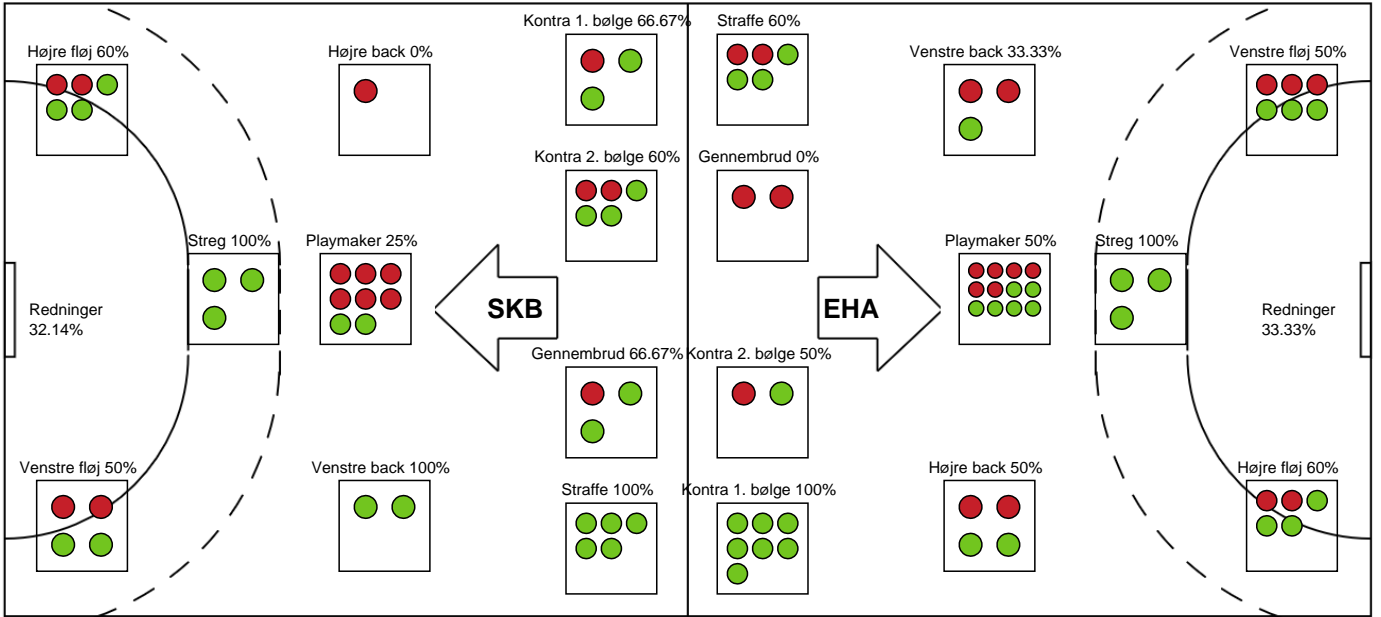 Kontra 1. bølge 66.67%
Straffe 60%
Højre fløj 60%
Højre back 0%
Venstre back 33.33%
Venstre fløj 50%
Kontra 2. bølge 60%
Gennembrud 0%
Streg 100%
Playmaker 25%
Playmaker 50%
Streg 100%
Redninger
32.14%
SKB
EHA
Redninger
33.33%
Gennembrud 66.67%
Kontra 2. bølge 50%
Venstre fløj 50%
Venstre back 100%
Straffe 100%
Kontra 1. bølge 100%
Højre back 50%
Højre fløj 60%